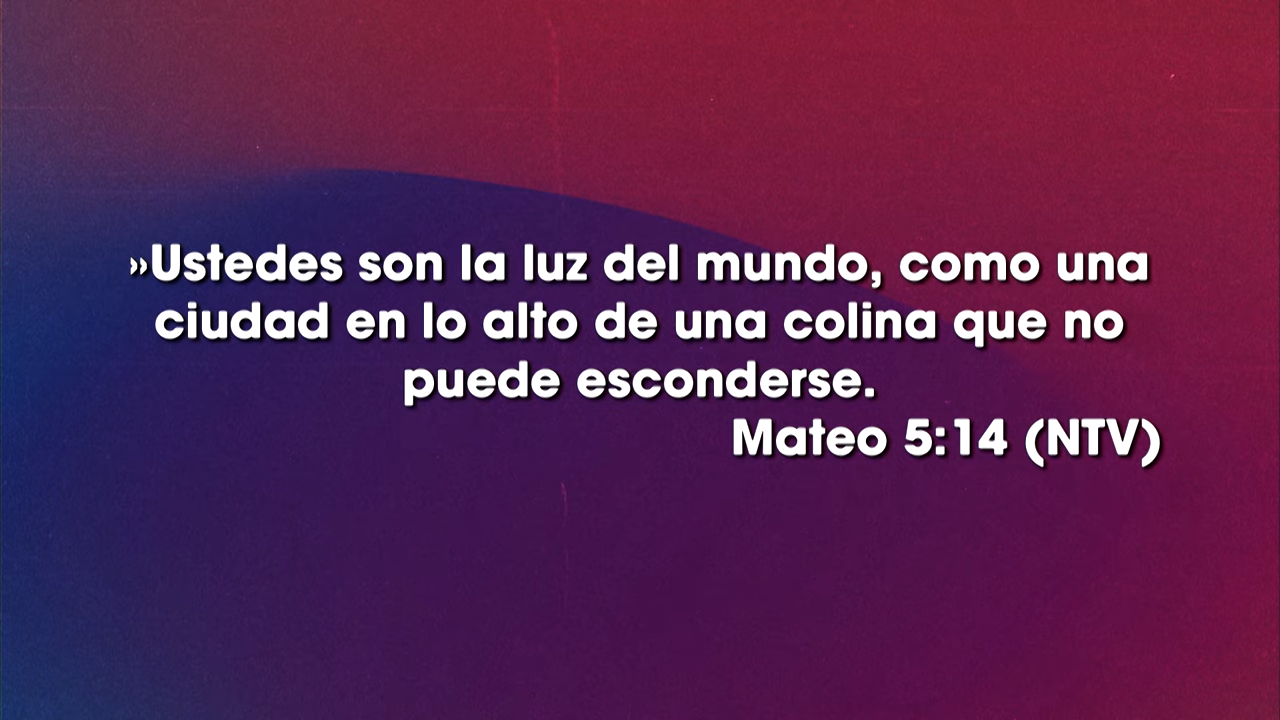 »Ustedes son la luz del mundo, como una
ciudad en lo alto de una colina que no
puede esconderse.
Mateo 5:14 (NTV)